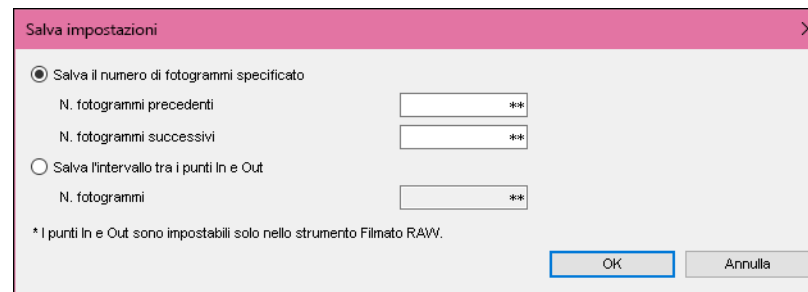 Salva impostazioni
Salva il numero di fotogrammi specificato
N. fotogrammi precedenti **
N. fotogrammi successivi **
Salva l'intervallo tra i punti In e Out
N. fotogrammi **
* I punti In e Out sono impostabili solo nello strumento Filmato RAW.
OK Annulla